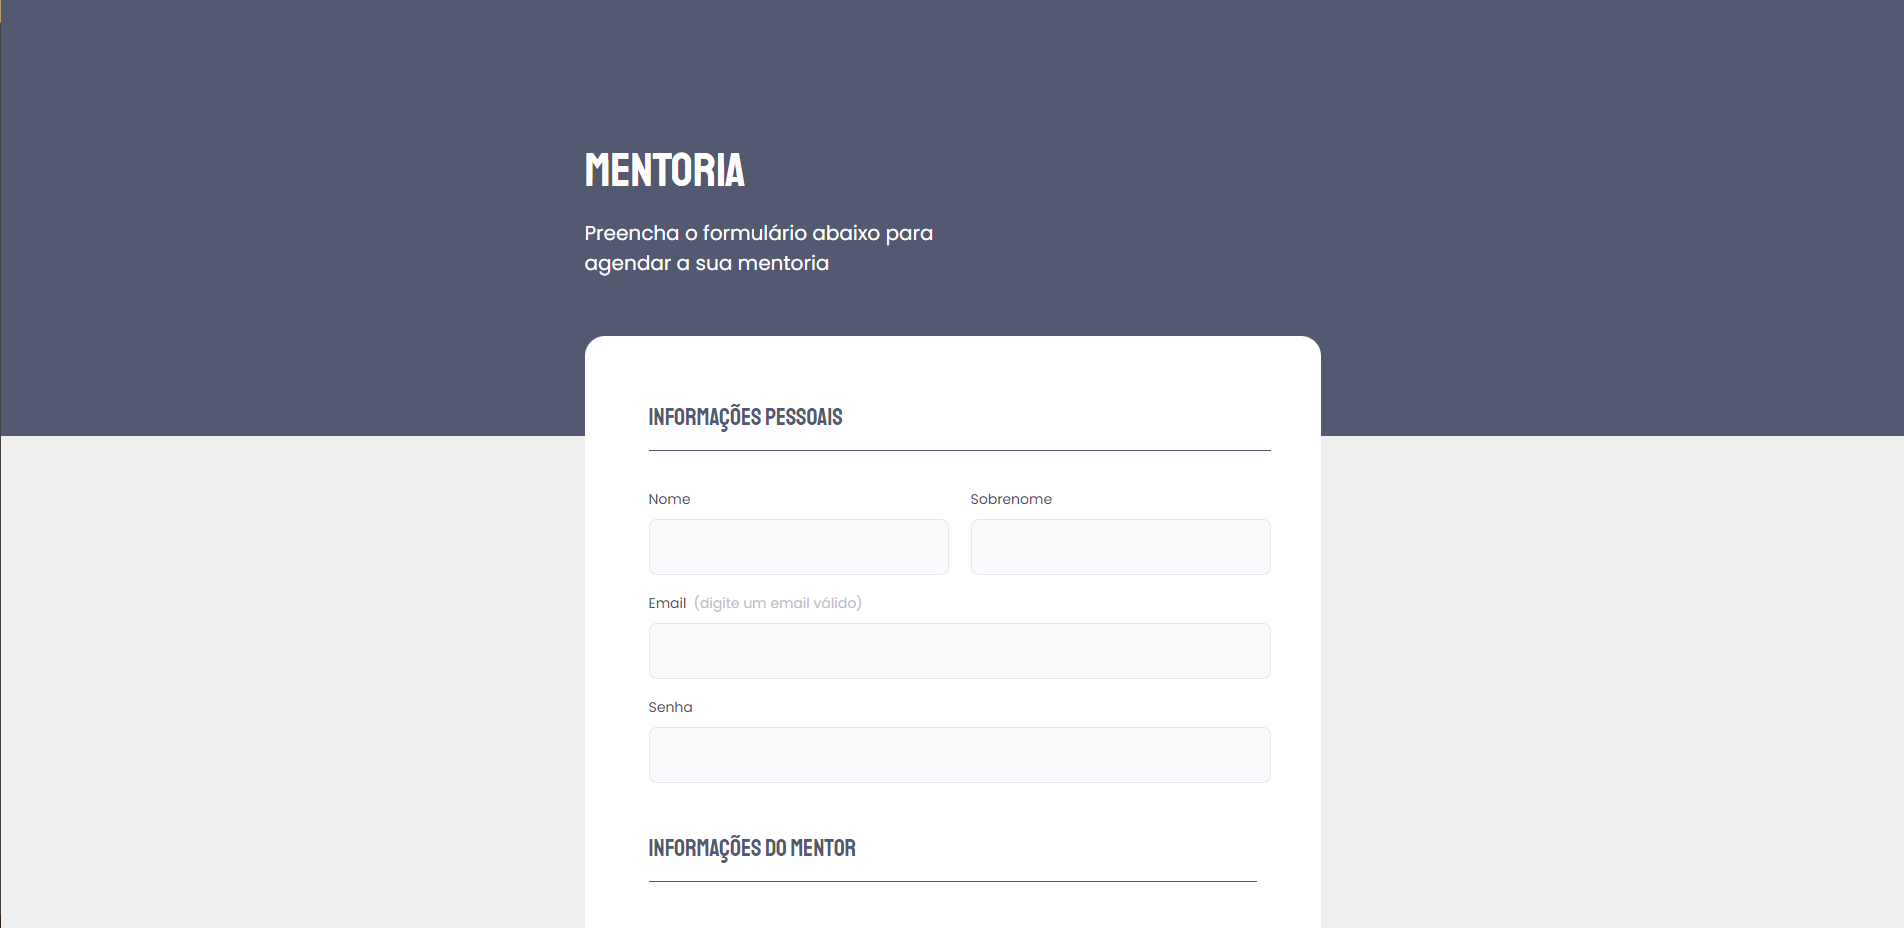 MENTORIA
Preencha o formulário abaixo para
agendar a sua mentoria
INFORMAÇÕES PESSOAIS
Nome Sobrenome
Email (digite um email válido)
Senha
INFORMAÇÕES DO MENTOR